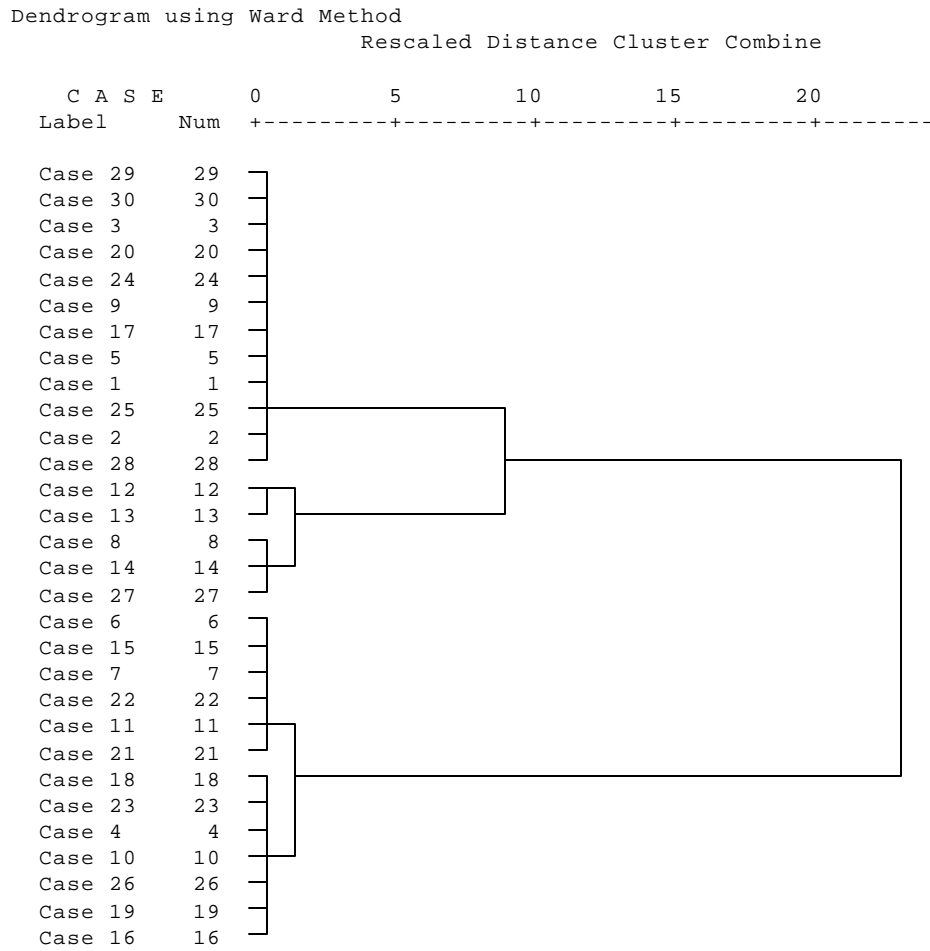 Dendrogram using Ward Method
Rescaled Distance Cluster Combine
C A S E 0 5 10 15 20
Label Num +---------+---------+---------+---------+--------
Case 29 29
Case 30 30
Case 3 3
Case 20 20
Case 24 24
Case 9 9
Case 17 17
Case 5 5
Case 1 1
Case 25 25
Case 2 2
Case 28 28
Case 12 12
Case 13 13
Case 8 8
Case 14 14
Case 27 27
Case 6 6
Case 15 15
Case 7 7
Case 22 22
Case 11 11
Case 21 21
Case 18 18
Case 23 23
Case 4 4
Case 10 10
Case 26 26
Case 19 19
Case 16 16